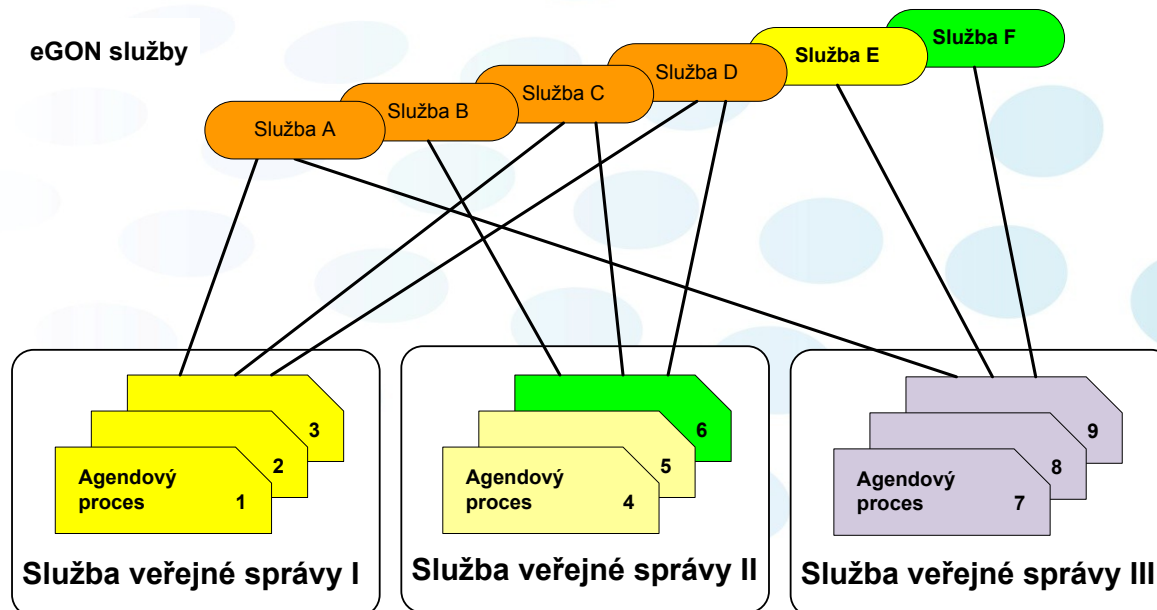 eGON služby
Služba A
Služba B
Služba C
Služba D
Služba E
Služba F
3
2
Agendový
proces 1
Služba veřejné správy I
6
5
Agendový
proces 4
Služba veřejné správy II
9
8
Agendový
proces 7
Služba veřejné správy III